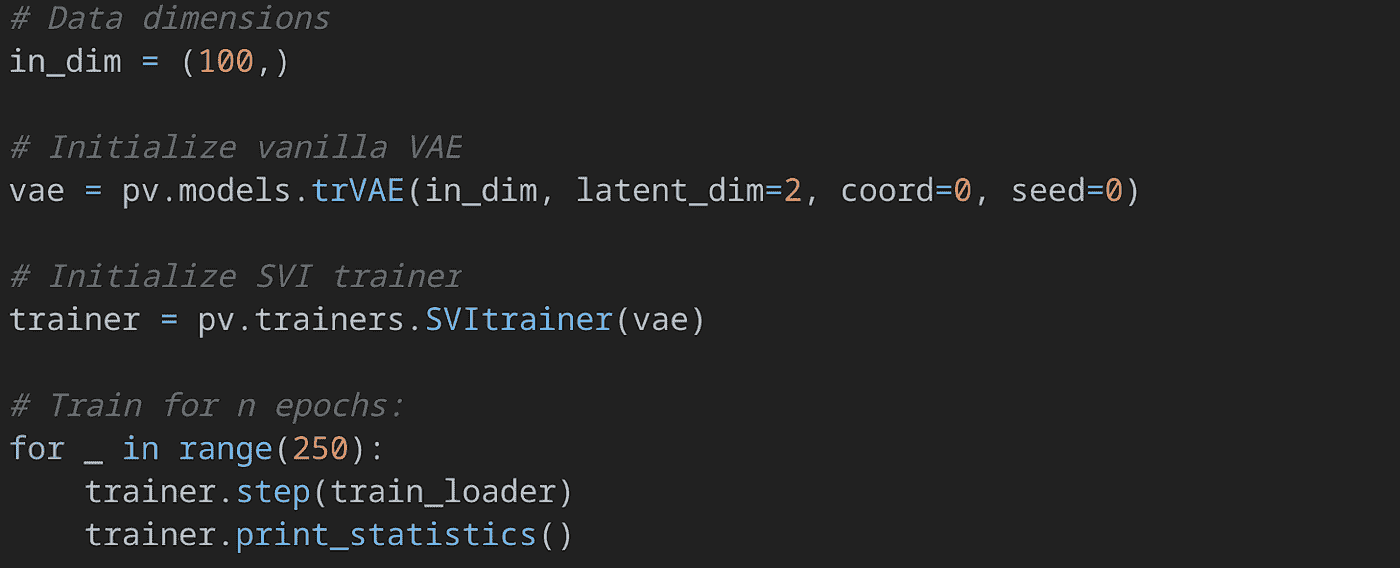 # Data dimensions
in_dim = (100,)
# Initialize vanilla VAE
vae = pv.models.trVAE(in_dim, latent_dim=2, coord=0, seed=0)
# Initialize SVI trainer
trainer = pv.trainers.SVItrainer(vae)
# Train for n epochs:
for _ in range(250):
    trainer.step(train_loader)
    trainer.print_statistics()